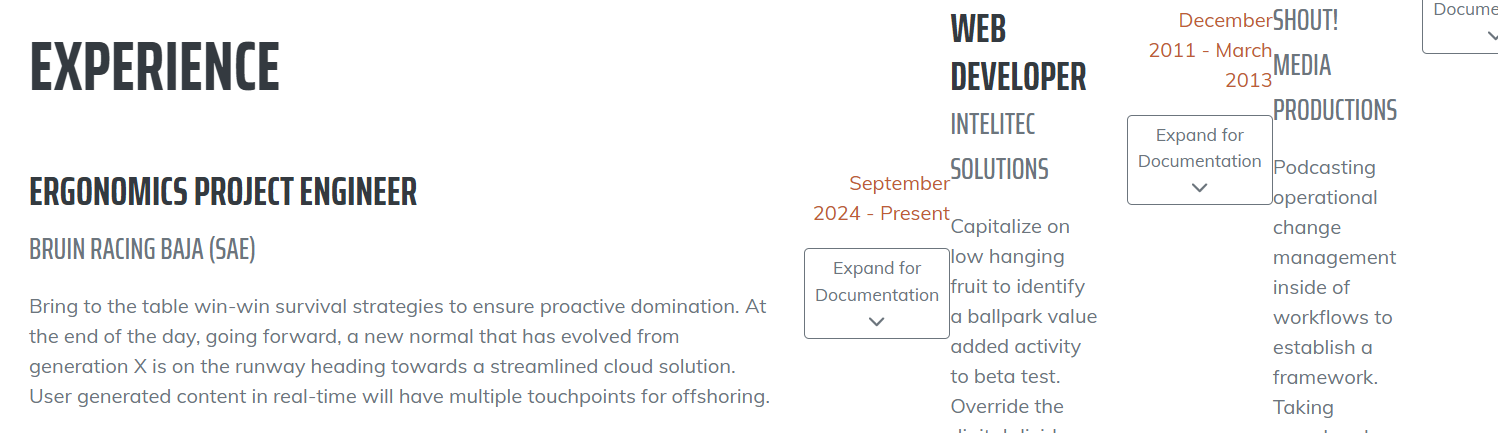 EXPERIENCE
ERGONOMICS PROJECT ENGINEER
BRUIN RACING BAJA (SAE)
Bring to the table win-win survival strategies to ensure proactive domination. At
the end of the day, going forward, a new normal that has evolved from
generation X is on the runway heading towards a streamlined cloud solution.
User generated content in real-time will have multiple touchpoints for offshoring.
September
2024 - Present
Expand for
Documentation
WEB
DEVELOPER
INTELITEC
SOLUTIONS
Capitalize on
low hanging
fruit to identify
a ballpark value
added activity
to beta test.
Override the
December
2011 - March
2013
Expand for
Documentation
SHOUT!
MEDIA
PRODUCTIONS
Podcasting
operational
change
management
inside of
workflows to
establish a
framework.
Taking